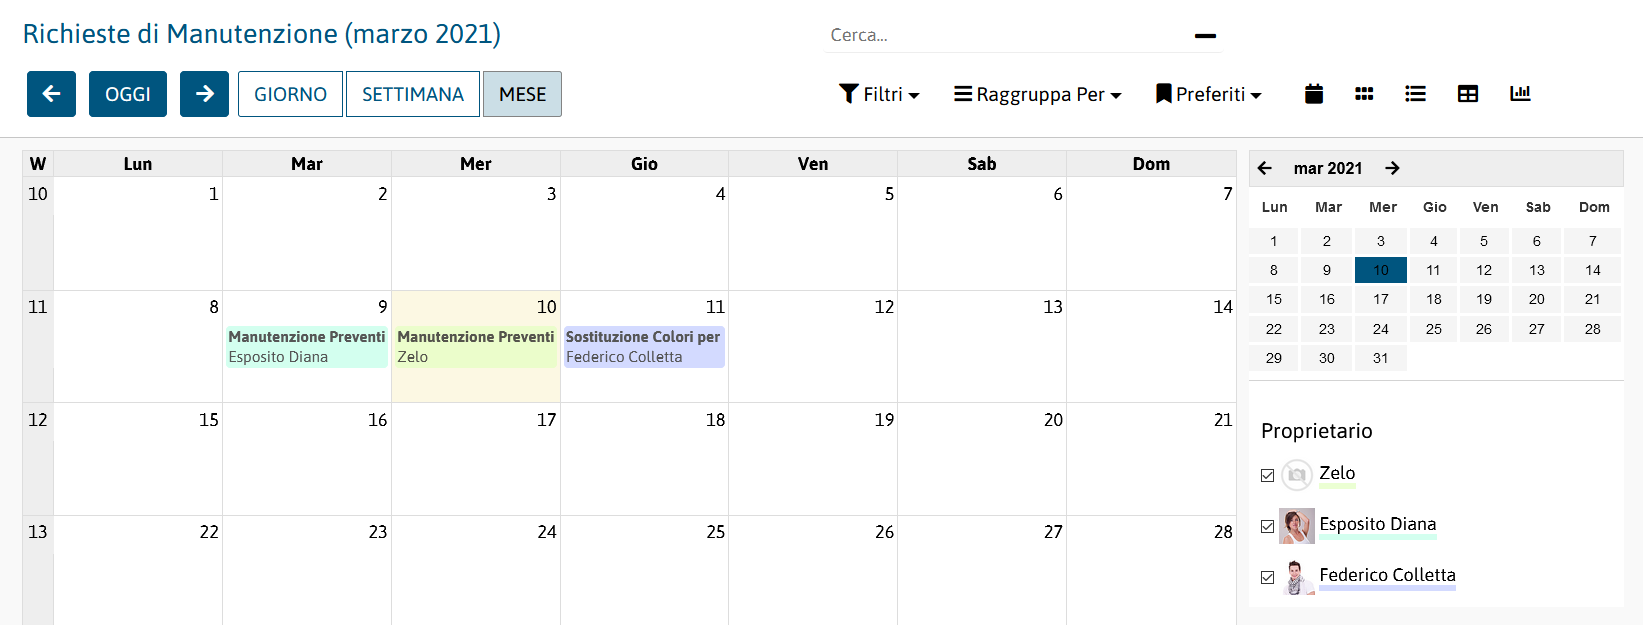 Richieste di Manutenzione (marzo 2021)
Cerca...
OGGI
GIORNO
SETTIMANA
MESE
Filtri
Raggruppa Per
Preferiti
W Lun Mar Mer Gio Ven Sab Dom
10 1 2 3 4 5 6 7
11 8 9 10 11 12 13 14
Manutenzione Preventi
Esposito Diana
Manutenzione Preventi
Zelo
Sostituzione Colori per
Federico Colletta
12 15 16 17 18 19 20 21
13 22 23 24 25 26 27 28
mar 2021
Lun Mar Mer Gio Ven Sab Dom
1 2 3 4 5 6 7
8 9 10 11 12 13 14
15 16 17 18 19 20 21
22 23 24 25 26 27 28
29 30 31
Proprietario
Zelo
Esposito Diana
Federico Colletta